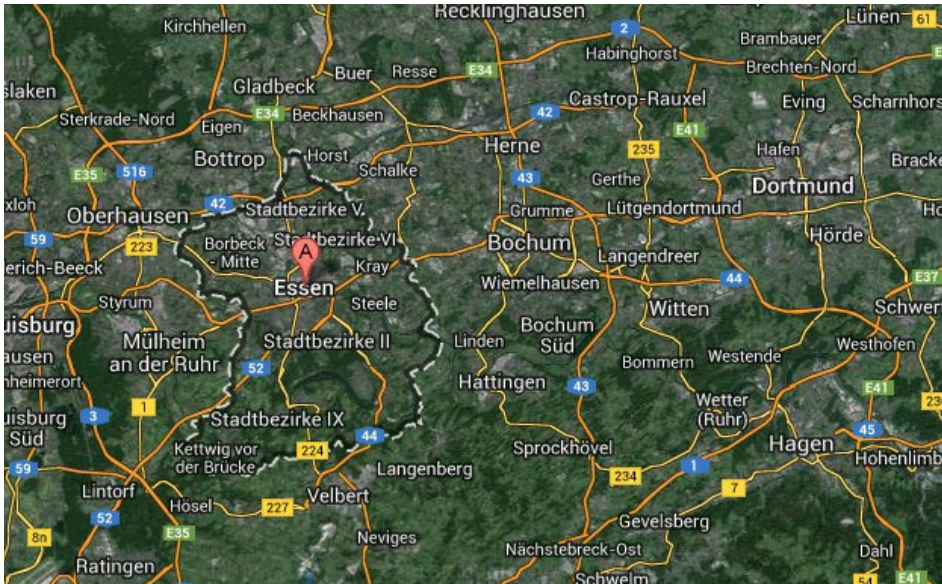 Recklinghausen
Lünen
61
Kirchhellen
2
Habinghorst
Brambauer
Brechten-Nord
Buer
Resse
E34
Gladbeck
slaken
Castrop-Rauxel
Eving
Scharnhors
Sterkrade-Nord
E34
Beckhausen
42
Eigen
E41
Herne
235
Hafen
Bottrop
Horst
Bracke
Schalke
E35
516
43
Gerthe
Dortmund
xloh
42
Oberhausen
Stadtbezirke V
Grumme
Lütgendortmund
Ho
59
223
Borbeck
- Mitte
Stadtbezirke VI
A
Bochum
Hörde
Langendreer
erich-Beeck
Kray
E37
44
Essen
Wiemelhausen
Styrum
Steele
Witten
Schwer
uisburg
Mülheim
an der Ruhr
Stadtbezirke II
Linden
Bochum
Süd
Westhofen
ausen
Bommern
Westende
52
nheimerort
Hattingen
43
E41
Wetter
(Ruhr)
23
1
3
uisburg
Süd
Stadtbezirke IX
45
44
Hagen
Kettwig vor
der Brücke
224
Sprockhövel
Hohenlimb
59
Langenberg
1
234
Lintorf
Velbert
7
Hösel
227
52
Gevelsberg
E35
8n
Neviges
Nächstebreck-Ost
Dahl
Ratingen
Schwelm
54
E41